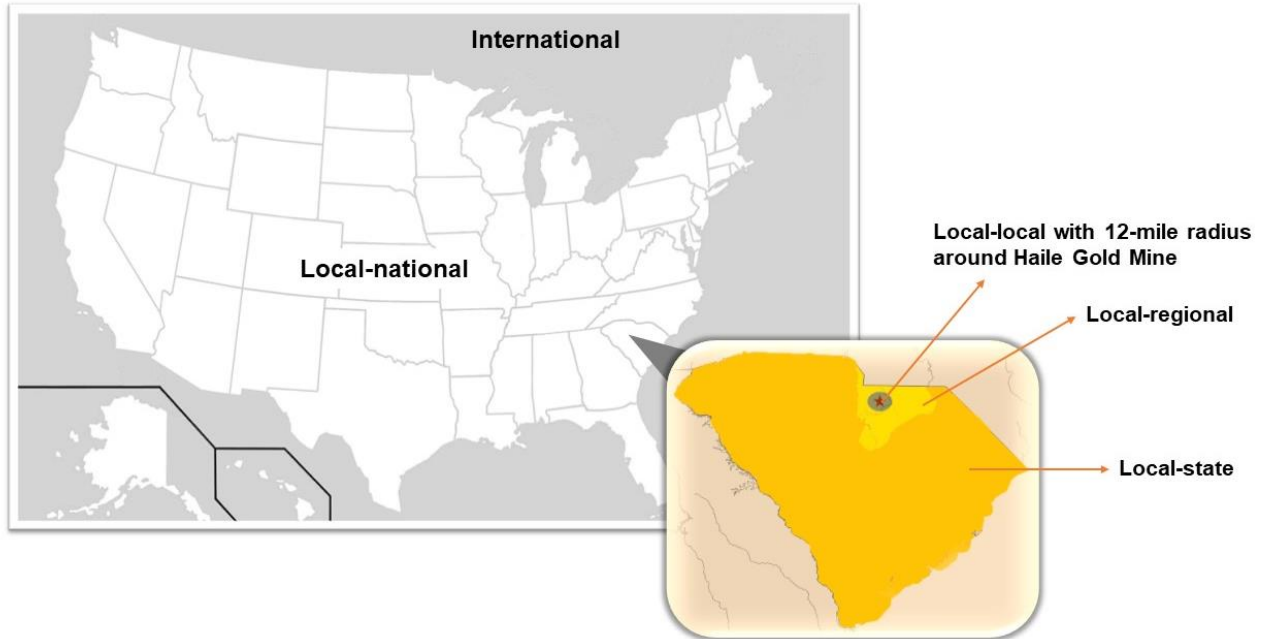 International
Local-national
Local-local with 12-mile radius
around Haile Gold Mine
Local-regional
Local-state